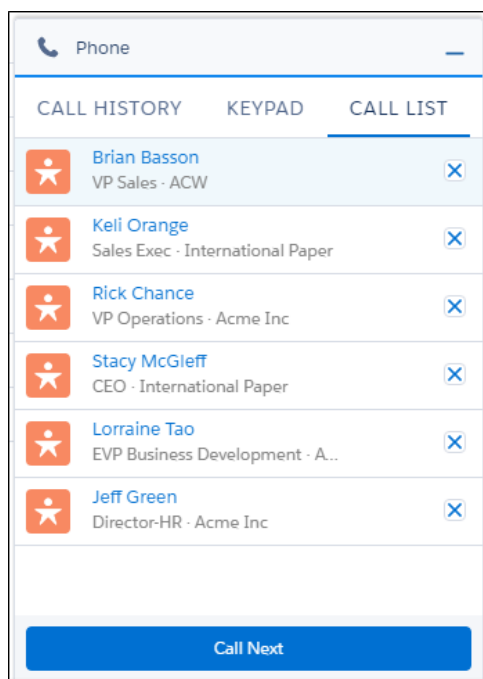 Phone
CALL HISTORY KEYPAD CALL LIST
Brian Basson
VP Sales · ACW
Keli Orange
Sales Exec · International Paper
Rick Chance
VP Operations · Acme Inc
Stacy McGleff
CEO · International Paper
Lorraine Tao
EVP Business Development · A...
Jeff Green
Director-HR · Acme Inc
Call Next